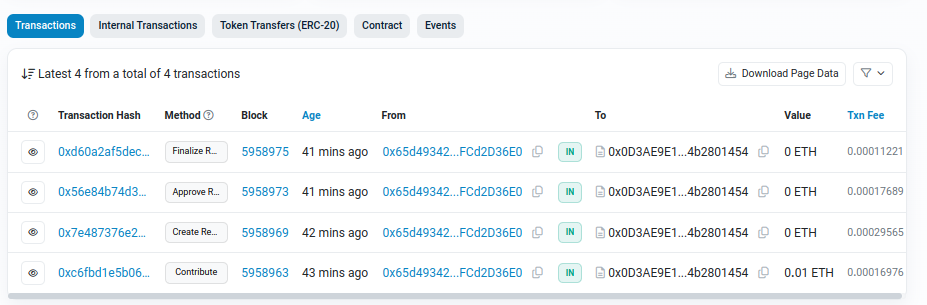 Transactions Internal Transactions Token Transfers (ERC-20) Contract Events
Latest 4 from a total of 4 transactions Download Page Data
Transaction Hash Method Block Age From To Value Txn Fee
0xd60a2af5dec... Finalize R... 5958975 41 mins ago 0x65d49342...FCd2D36E0 IN 0x0D3AE9E1...4b2801454 0 ETH 0.00011221
0x56e84b74d3... Approve R... 5958973 41 mins ago 0x65d49342...FCd2D36E0 IN 0x0D3AE9E1...4b2801454 0 ETH 0.00017689
0x7e487376e2... Create Re... 5958969 42 mins ago 0x65d49342...FCd2D36E0 IN 0x0D3AE9E1...4b2801454 0 ETH 0.00029565
0xc6fbd1e5b06... Contribute 5958963 43 mins ago 0x65d49342...FCd2D36E0 IN 0x0D3AE9E1...4b2801454 0.01 ETH 0.00016976